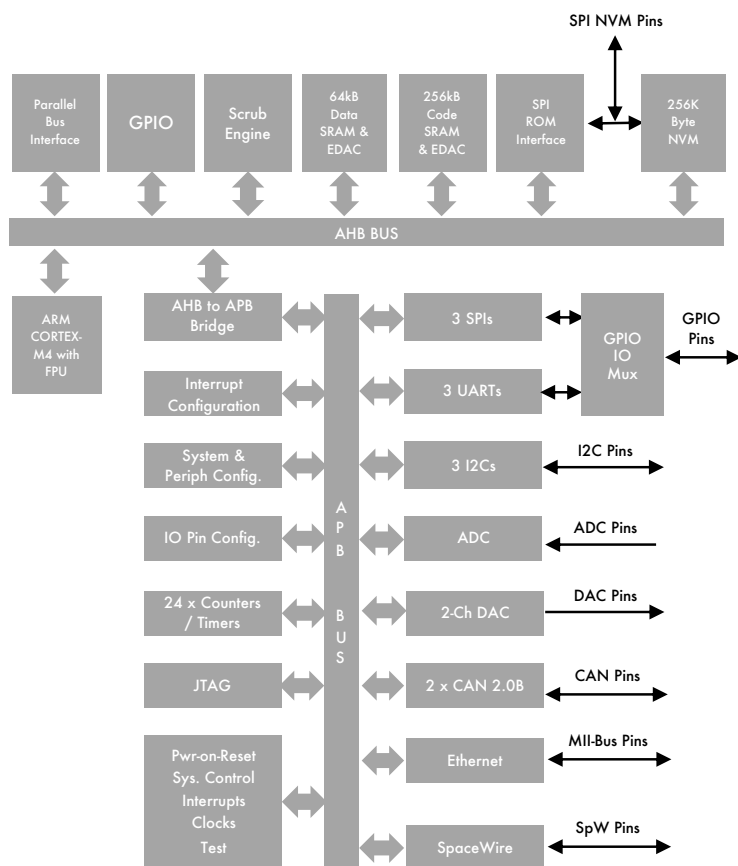 SPI NVM Pins
Parallel
Bus
Interface
GPIO
Scrub
Engine
64kB
Data
SRAM &
EDAC
256kB
Code
SRAM
& EDAC
SPI
ROM
Interface
256K
Byte
NVM
AHB BUS
ARM
CORTEX-
M4 with
FPU
AHB to APB
Bridge
3 SPIs
GPIO
IO
Mux
GPIO
Pins
Interrupt
Configuration
3 UARTs
System &
Periph Config.
3 I2Cs
I2C Pins
A
P
B
B
U
S
IO Pin Config.
ADC
ADC Pins
24 x Counters
/ Timers
2-Ch DAC
DAC Pins
JTAG
2 x CAN 2.0B
CAN Pins
Pwr-on-Reset
Sys. Control
Interrupts
Clocks
Test
Ethernet
MII-Bus Pins
SpaceWire
SpW Pins